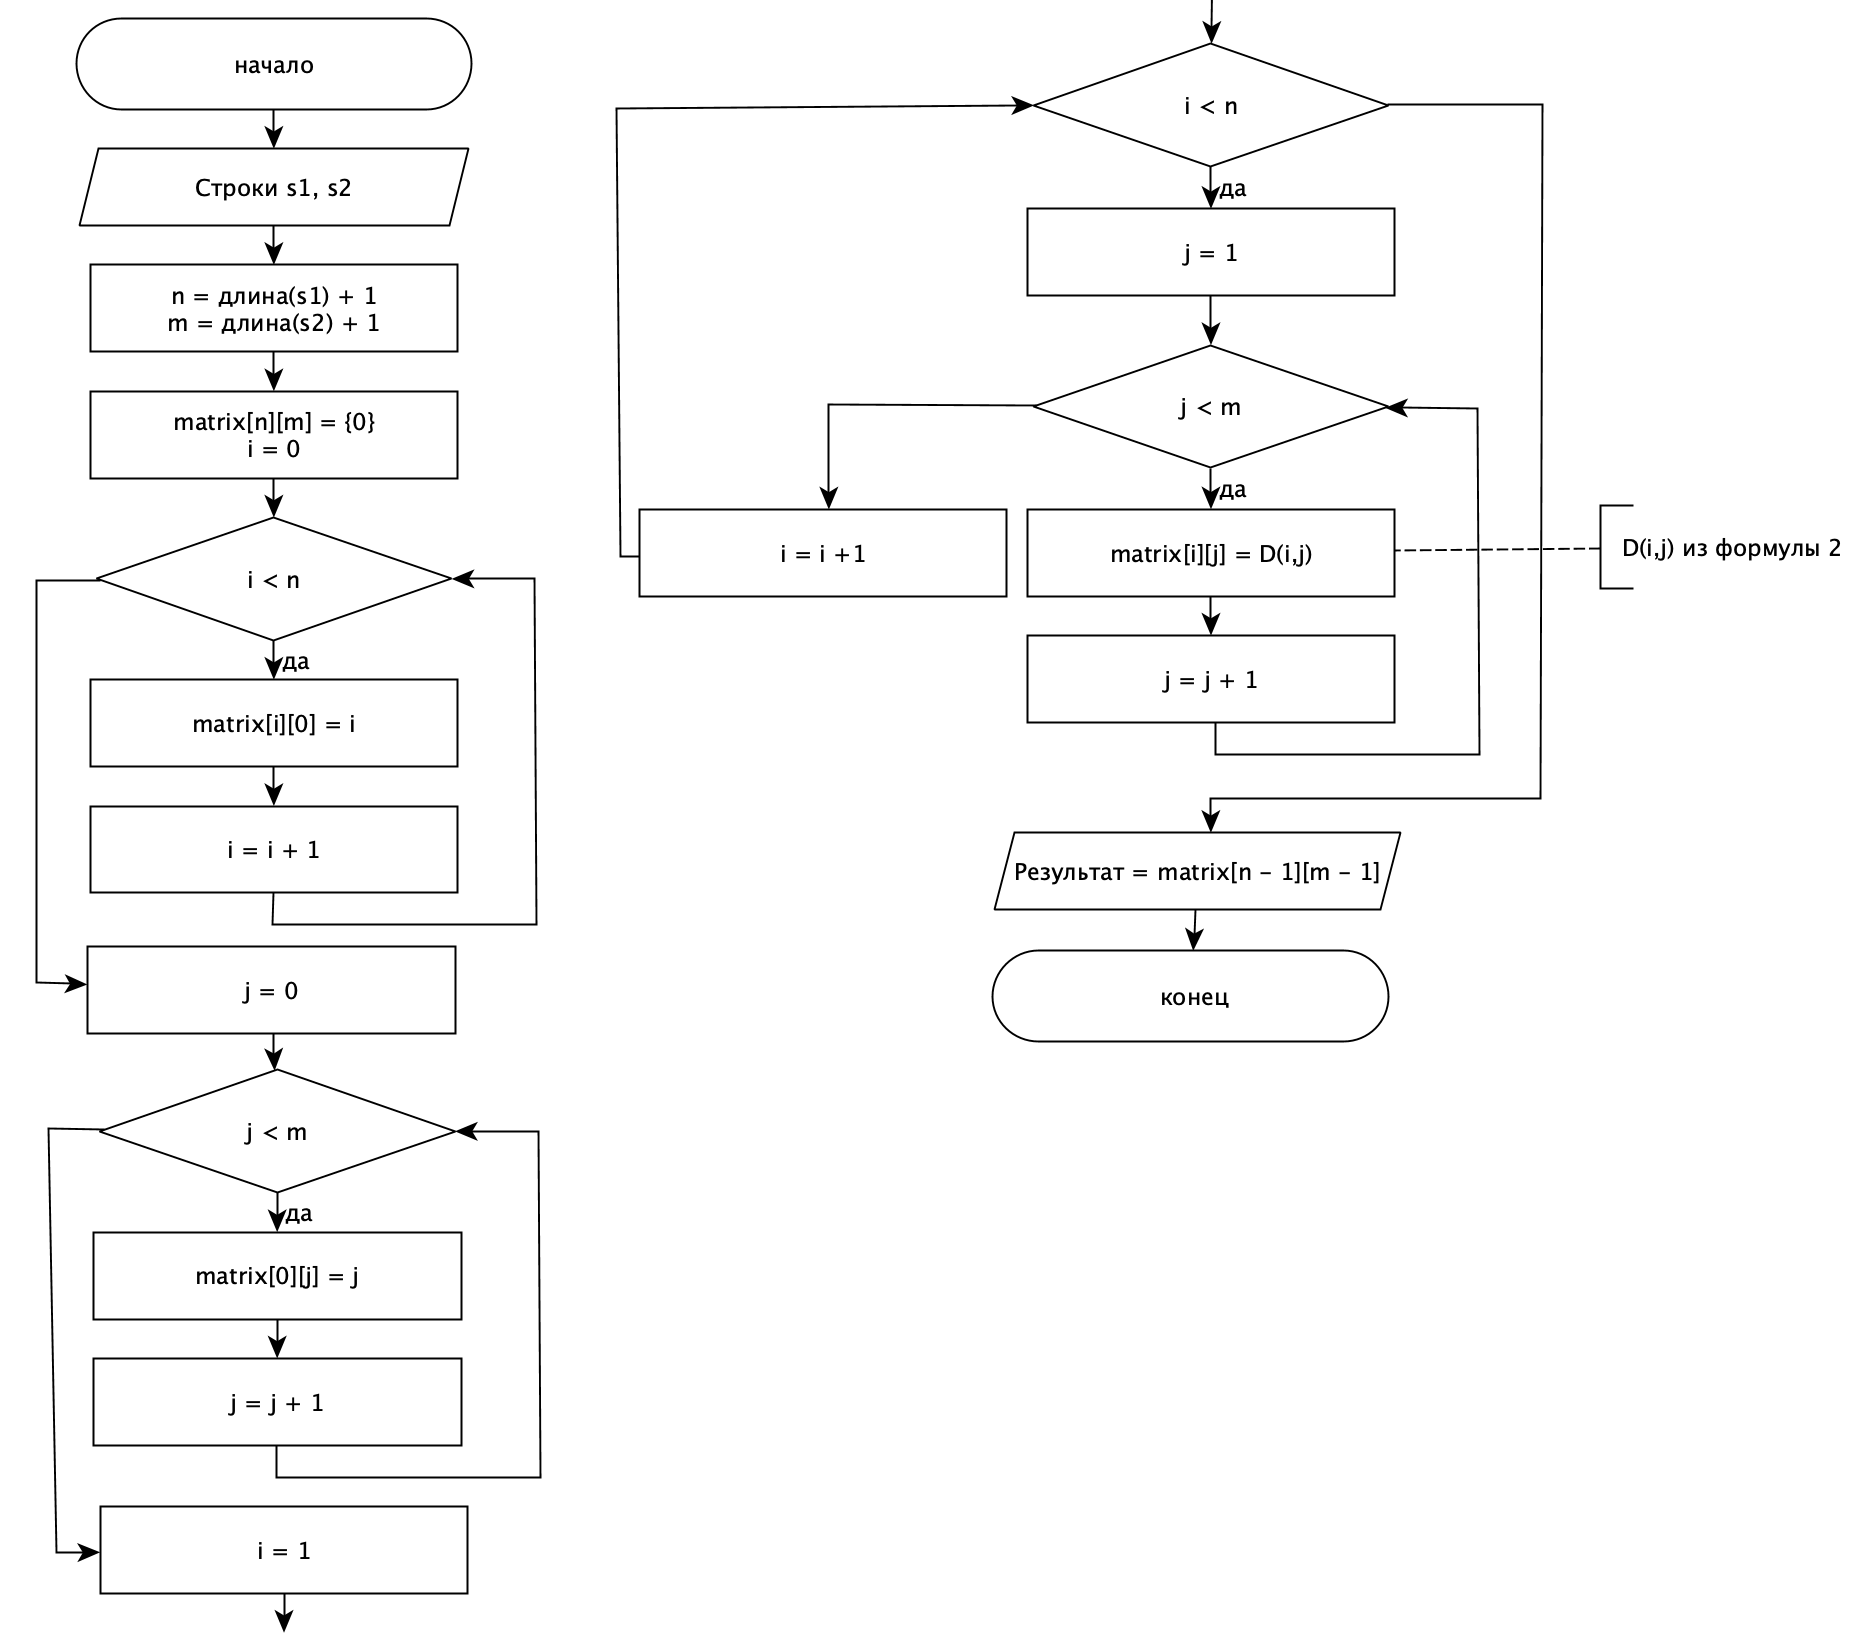 начало
Строки s1, s2
n = длина(s1) + 1
m = длина(s2) + 1
matrix[n][m] = {0}
i = 0
i < n
да
matrix[i][0] = i
i = i + 1
j = 0
j < m
да
matrix[0][j] = j
j = j + 1
i = 1
i < n
да
j = 1
j < m
да
i = i +1
matrix[i][j] = D(i,j)
D(i,j) из формулы 2
j = j + 1
Результат = matrix[n - 1][m - 1]
конец